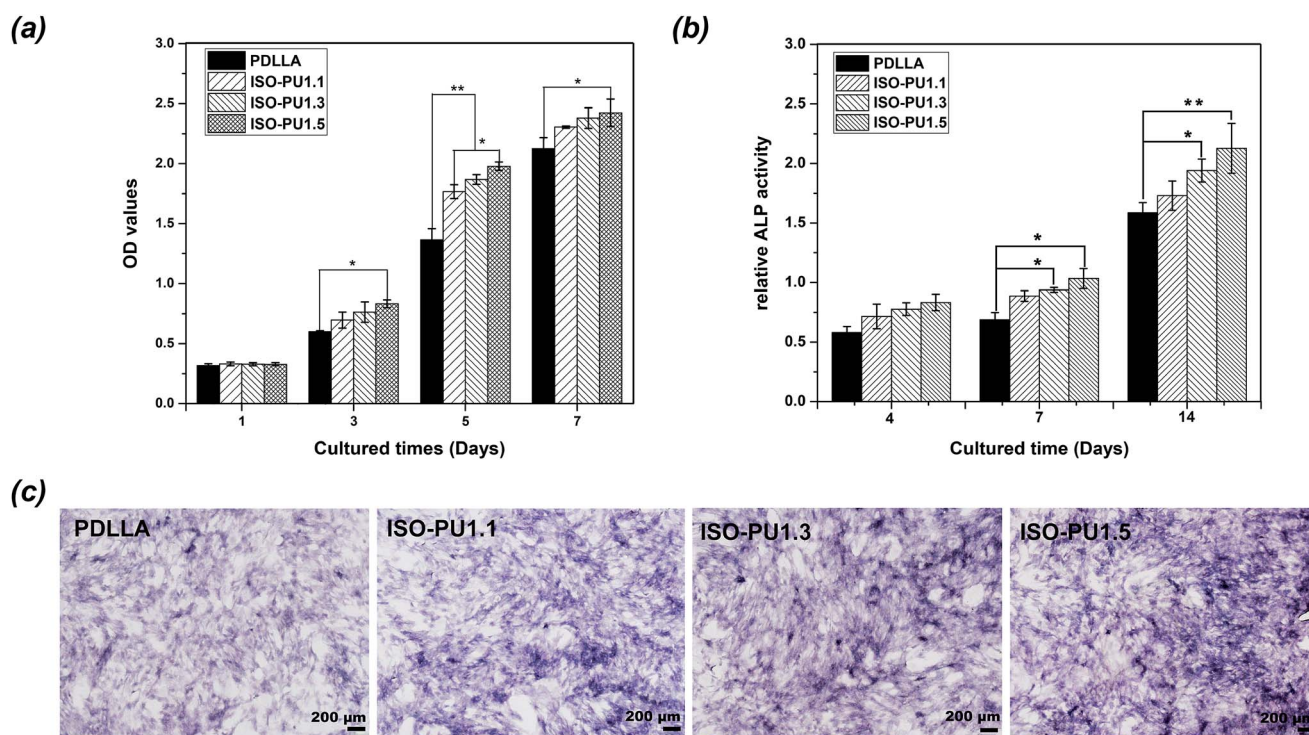 (a)
3.0
2.5
2.0
1.5
1.0
0.5
0.0
OD values
PDLLA
ISO-PU1.1
ISO-PU1.3
ISO-PU1.5
*
**
*
*
1
3
5
7
Cultured times (Days)
(b)
3.0
2.5
2.0
1.5
1.0
0.5
0.0
relative ALP activity
PDLLA
ISO-PU1.1
ISO-PU1.3
ISO-PU1.5
*
*
**
*
4
7
14
Cultured time (Days)
(c)
PDLLA
200 µm
ISO-PU1.1
200 µm
ISO-PU1.3
200 µm
ISO-PU1.5
200 µm